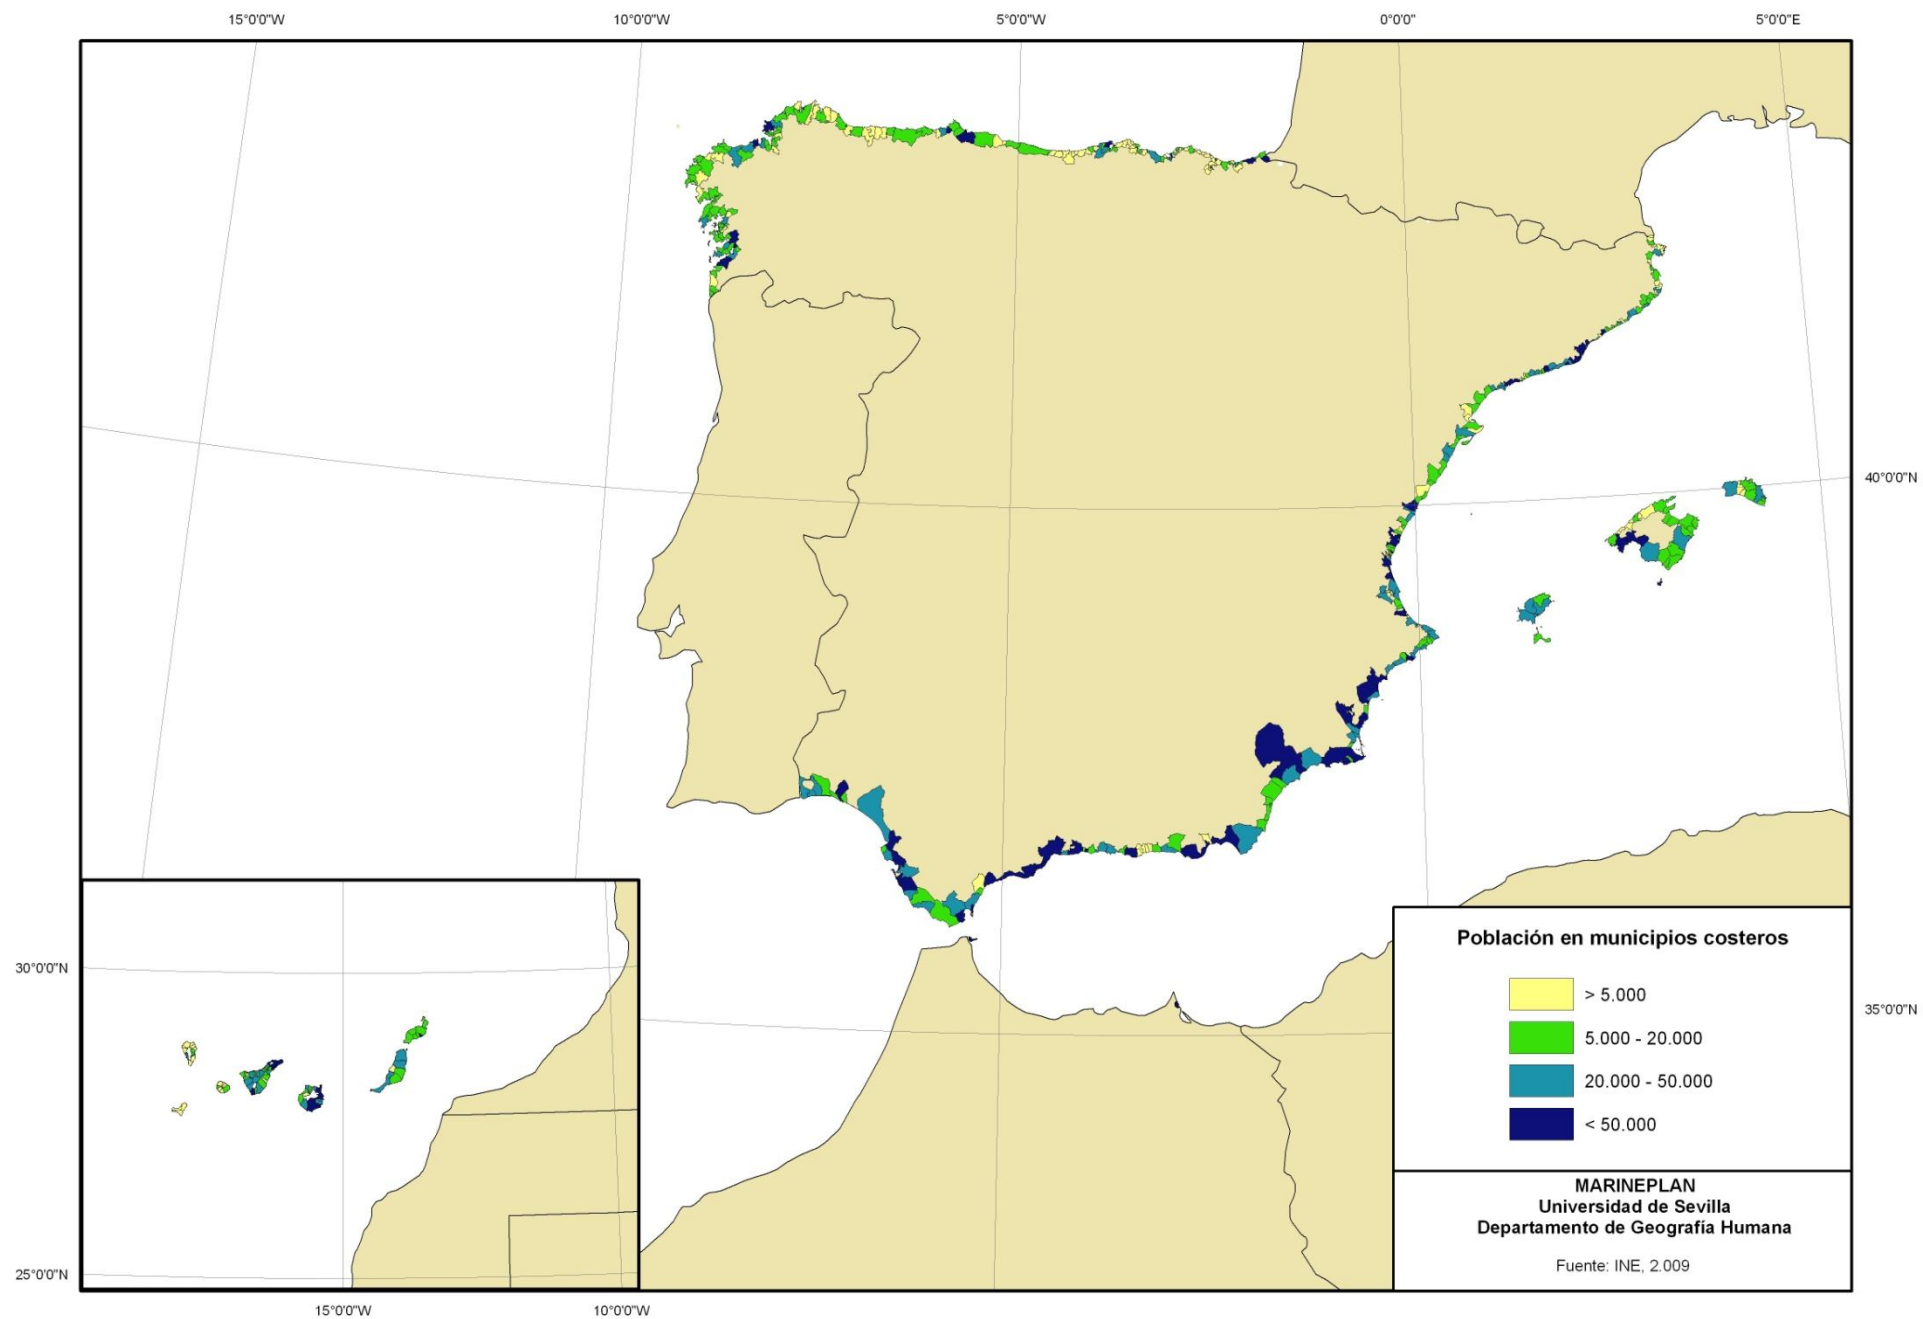 15°0'0"W
10°0'0"W
5°0'0"W
0°0'0"
5°0'0"E
40°0'0"N
30°0'0"N
35°0'0"N
25°0'0"N
15°0'0"W
10°0'0"W
Población en municipios costeros
> 5.000
5.000 - 20.000
20.000 - 50.000
< 50.000
MARINEPLAN
Universidad de Sevilla
Departamento de Geografía Humana
Fuente: INE, 2.009